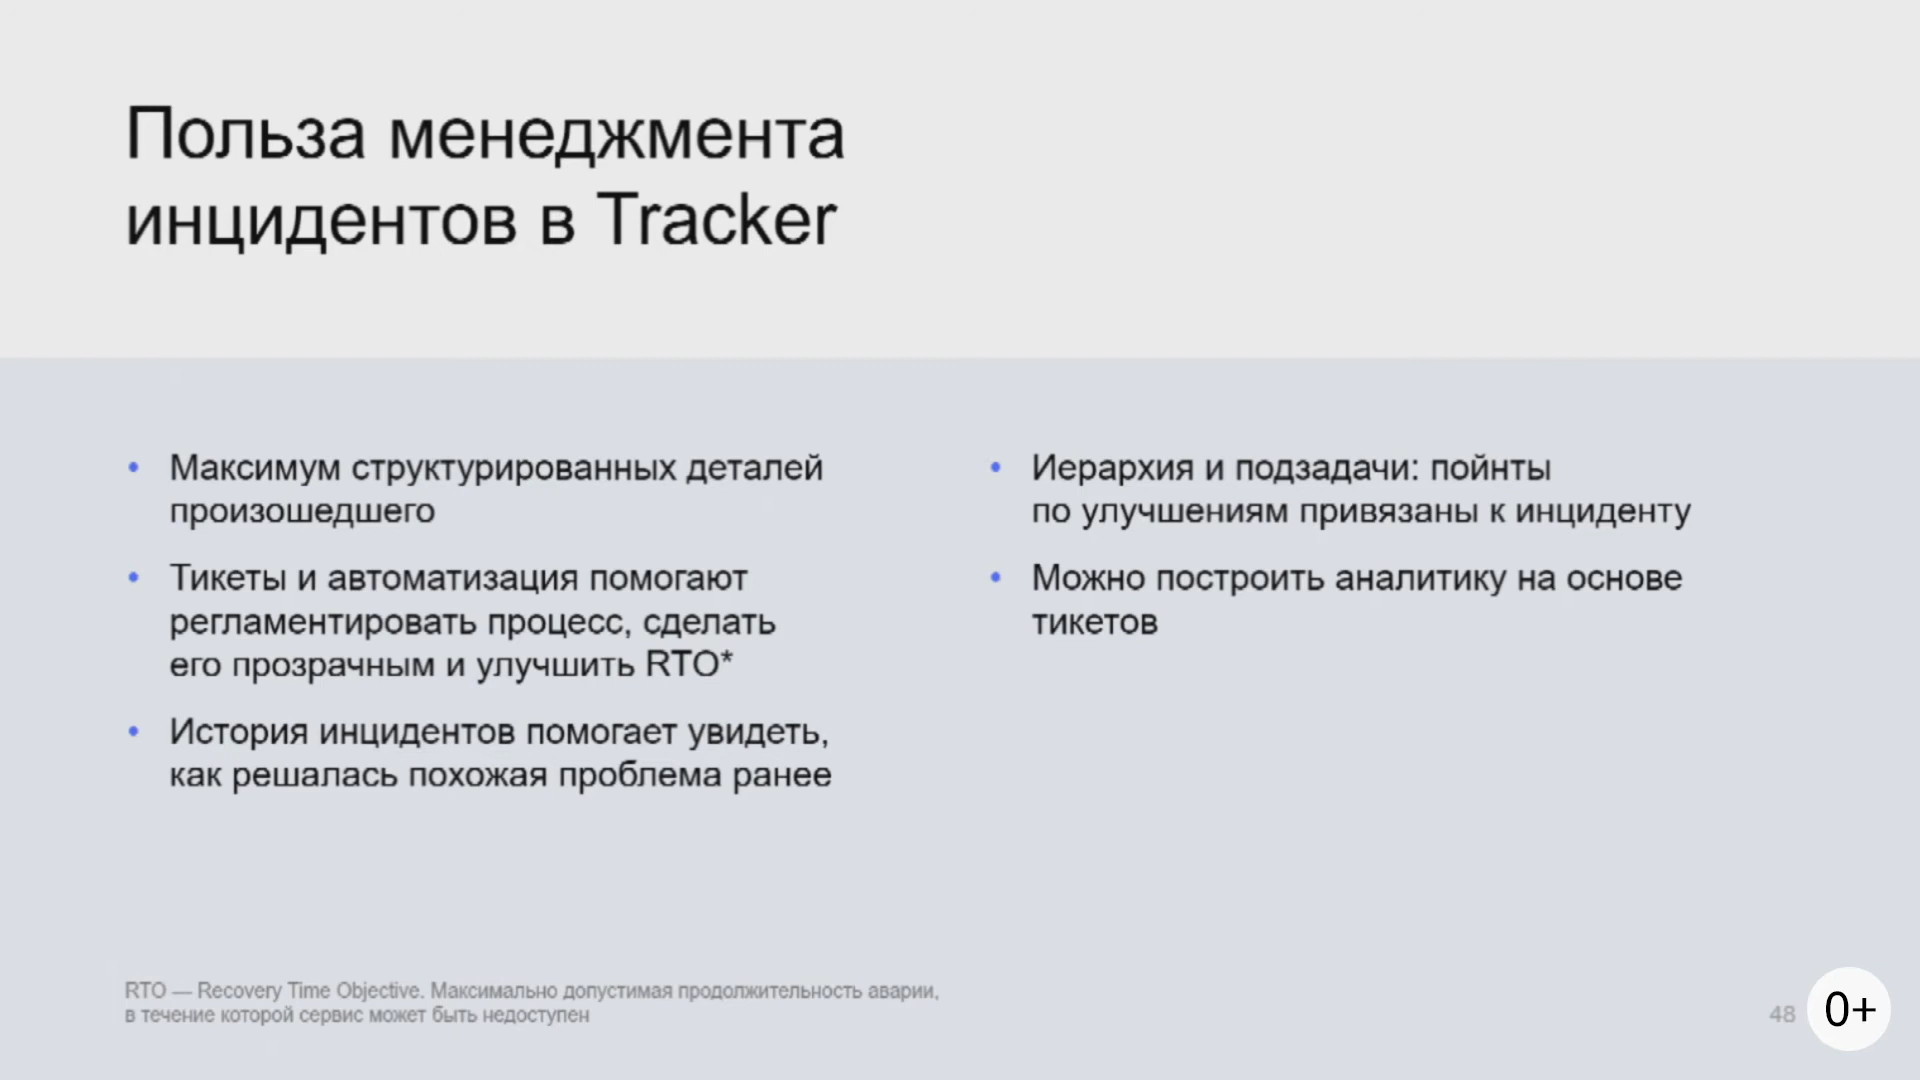 Польза менеджмента
инцидентов в Tracker
• Максимум структурированных деталей
произошедшего
• Тикеты и автоматизация помогают
регламентировать процесс, сделать
его прозрачным и улучшить RTO*
• История инцидентов помогает увидеть,
как решалась похожая проблема ранее
• Иерархия и подзадачи: пойнты
по улучшениям привязаны к инциденту
• Можно построить аналитику на основе
тикетов
RTO — Recovery Time Objective. Максимально допустимая продолжительность аварии,
в течение которой сервис может быть недоступен
48
0+